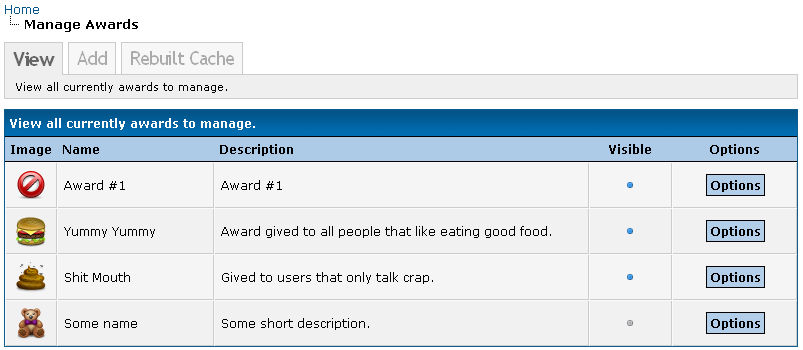 Home
Manage Awards
View Add Rebuilt Cache
View all currently awards to manage.
View all currently awards to manage.
Image Name Description Visible Options
Award #1 Award #1 Options
Yummy Yummy Award gived to all people that like eating good food. Options
Shit Mouth Gived to users that only talk crap. Options
Some name Some short description. Options